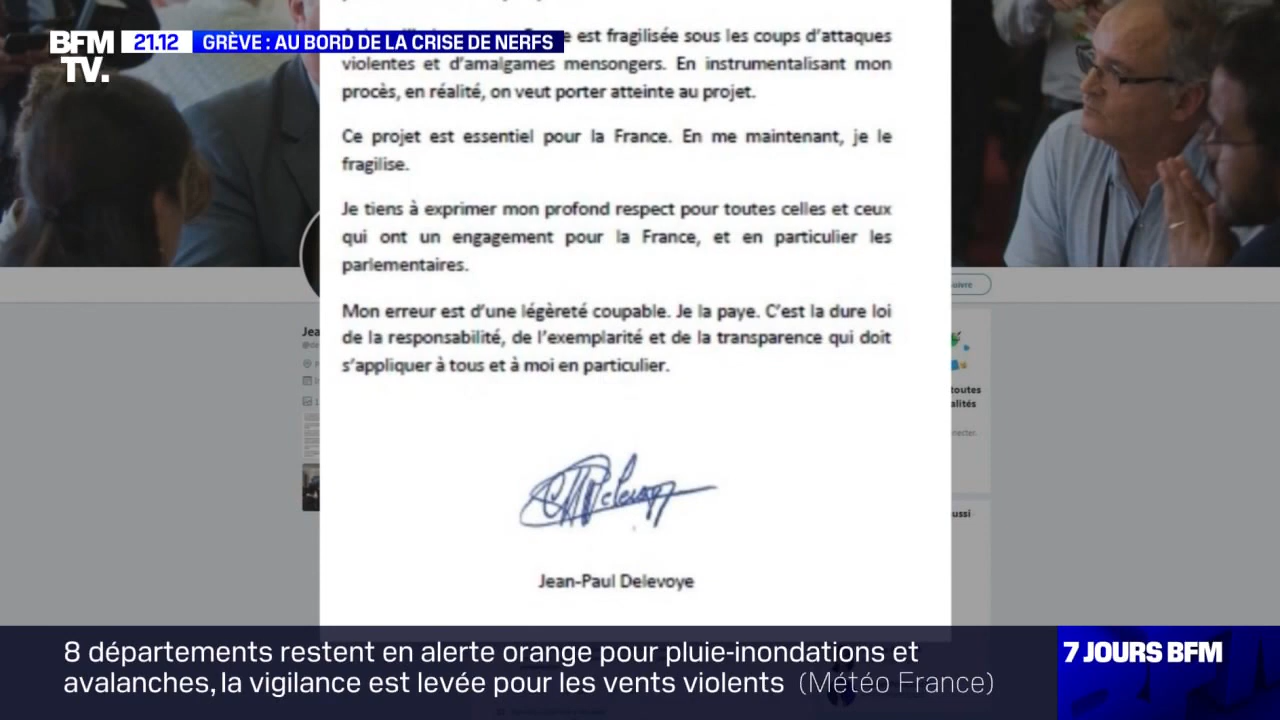 BFM
TV.
21.12
GRÈVE : AU BORD DE LA CRISE DE NERFS
est fragilisée sous les coups d'attaques
violentes et d'amalgames mensongers. En instrumentalisant mon
procès, en réalité, on veut porter atteinte au projet.
Ce projet est essentiel pour la France. En me maintenant, je le
fragilise.
Je tiens à exprimer mon profond respect pour toutes celles et ceux
qui ont un engagement pour la France, et en particulier les
parlementaires.
Mon erreur est d'une légèreté coupable. Je la paye. C'est la dure loi
de la responsabilité, de l'exemplarité et de la transparence qui doit
s'appliquer à tous et à moi en particulier.
Delevoye
Jean-Paul Delevoye
Jea
uivre
toutes
alités
ussi
8 départements restent en alerte orange pour pluie-inondations et
avalanches, la vigilance est levée pour les vents violents (Météo France)
7 JOURS BFM